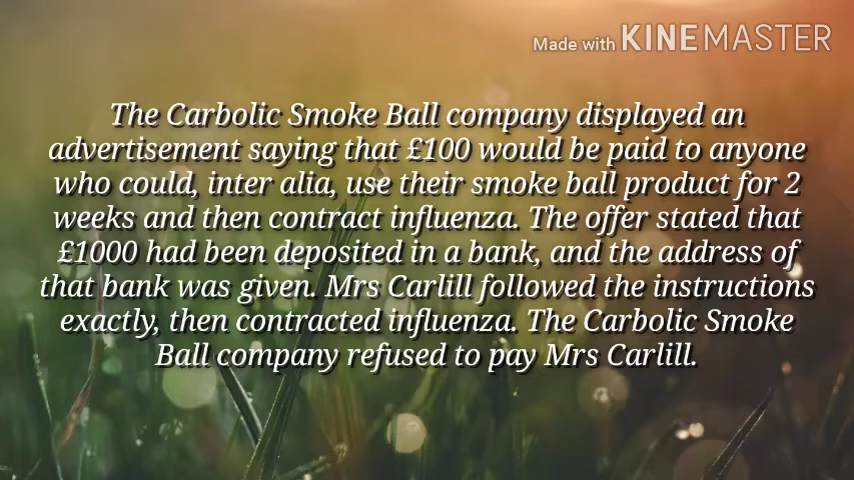 Made with KINEMASTER
The Carbolic Smoke Ball company displayed an
advertisement saying that £100 would be paid to anyone
who could, inter alia, use their smoke ball product for 2
weeks and then contract influenza. The offer stated that
£1000 had been deposited in a bank, and the address of
that bank was given. Mrs Carlill followed the instructions
exactly, then contracted influenza. The Carbolic Smoke
Ball company refused to pay Mrs Carlill.